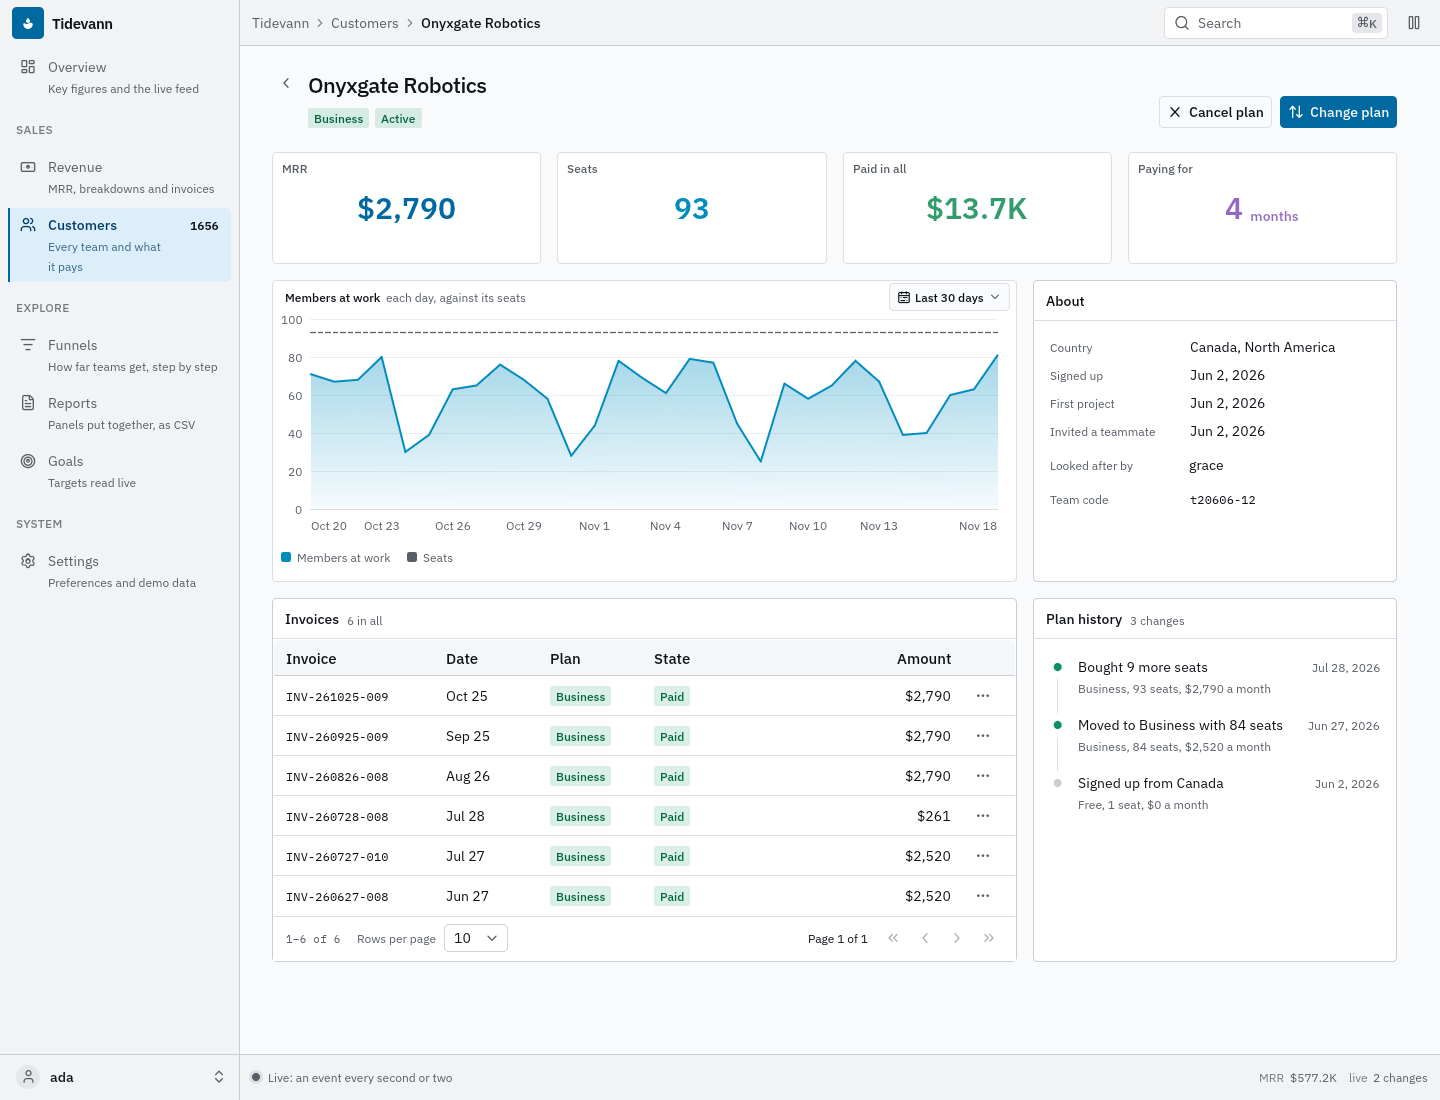 Tidevann
Overview
Key figures and the live feed
SALES
Revenue
MRR, breakdowns and invoices
Customers 1656
Every team and what
it pays
EXPLORE
Funnels
How far teams get, step by step
Reports
Panels put together, as CSV
Goals
Targets read live
SYSTEM
Settings
Preferences and demo data
ada
Tidevann Customers Onyxgate Robotics
Search ⌘K
Onyxgate Robotics
Business Active
Cancel plan Change plan
MRR
$2,790
Seats
93
Paid in all
$13.7K
Paying for
4 months
Members at work each day, against its seats
Last 30 days
100
80
60
40
20
0
Oct 20 Oct 23 Oct 26 Oct 29 Nov 1 Nov 4 Nov 7 Nov 10 Nov 13 Nov 18
Members at work Seats
About
Country Canada, North America
Signed up Jun 2, 2026
First project Jun 2, 2026
Invited a teammate Jun 2, 2026
Looked after by grace
Team code t20606-12
Invoices 6 in all
Invoice Date Plan State Amount
INV-261025-009 Oct 25 Business Paid $2,790
INV-260925-009 Sep 25 Business Paid $2,790
INV-260826-008 Aug 26 Business Paid $2,790
INV-260728-008 Jul 28 Business Paid $261
INV-260727-010 Jul 27 Business Paid $2,520
INV-260627-008 Jun 27 Business Paid $2,520
1–6 of 6 Rows per page 10 Page 1 of 1
Plan history 3 changes
Bought 9 more seats Jul 28, 2026
Business, 93 seats, $2,790 a month
Moved to Business with 84 seats Jun 27, 2026
Business, 84 seats, $2,520 a month
Signed up from Canada Jun 2, 2026
Free, 1 seat, $0 a month
Live: an event every second or two
MRR $577.2K live 2 changes